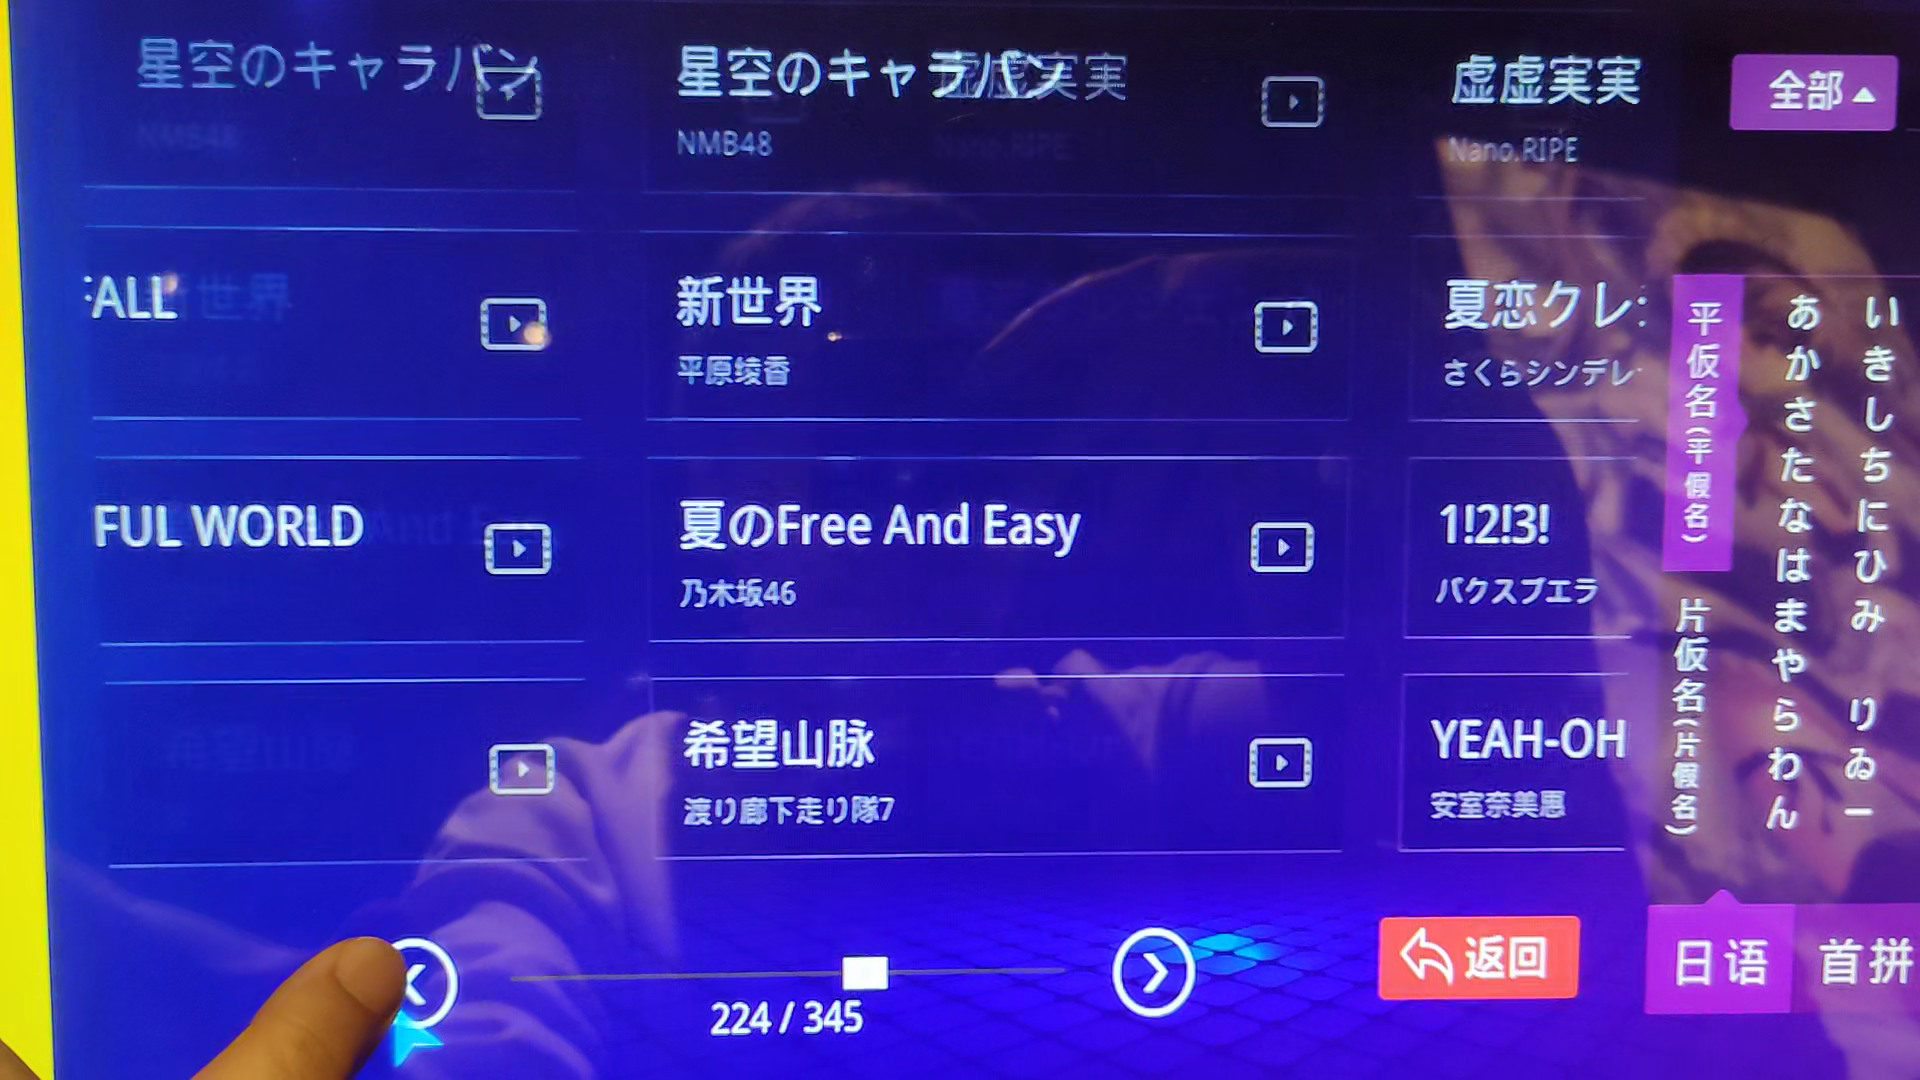 星空のキャラバン
星空のキャラバン
NMB48
虚虚実実
Nano.RIPE
全部
FALL
新世界
平原绫香
夏恋クレ
さくらシンデレ
FUL WORLD
夏のFree And Easy
乃木坂46
1!2!3!
バクスブエラ
希望山脉
渡り廊下走り隊7
YEAH-OH
安室奈美恵
平仮名(平假名)
片仮名(片假名)
あかさたなはまやらわん
いきしちにひみ りゐー
224 / 345
返回
日语
首拼